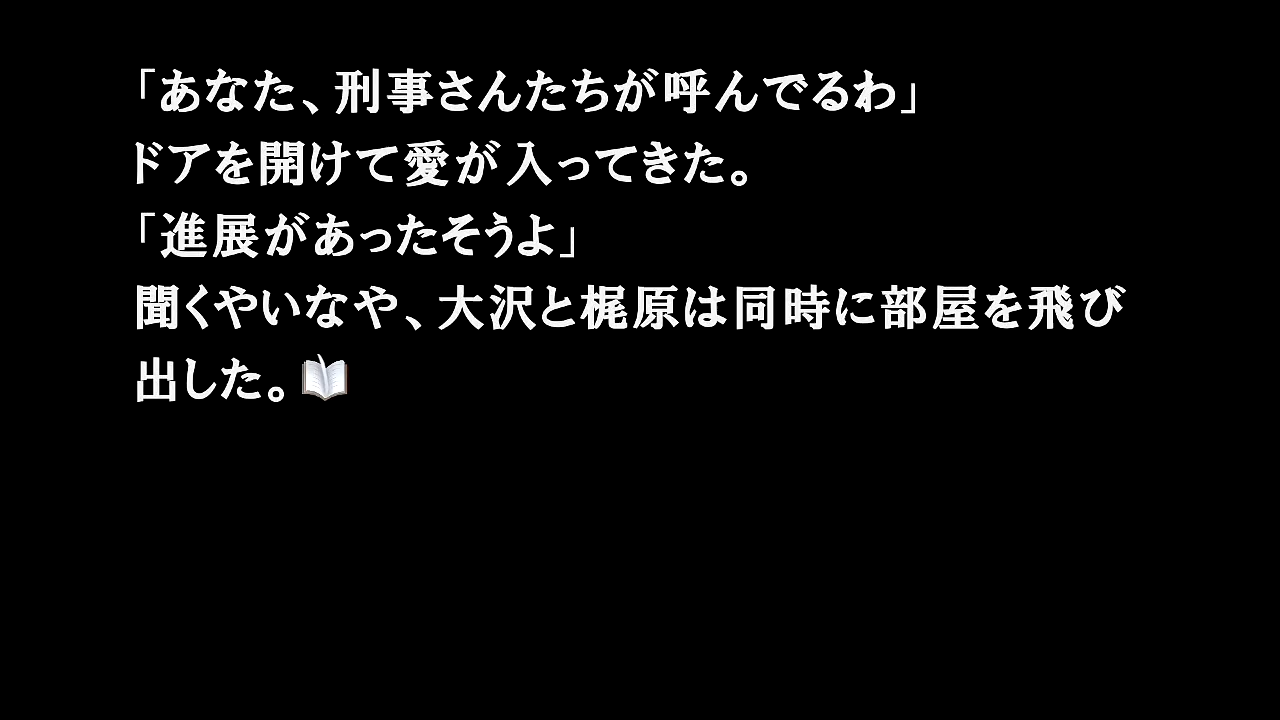 「あなた、刑事さんたちが呼んでるわ」
ドアを開けて愛が入ってきた。
「進展があったそうよ」
聞くやいなや、大沢と梶原は同時に部屋を飛び
出した。